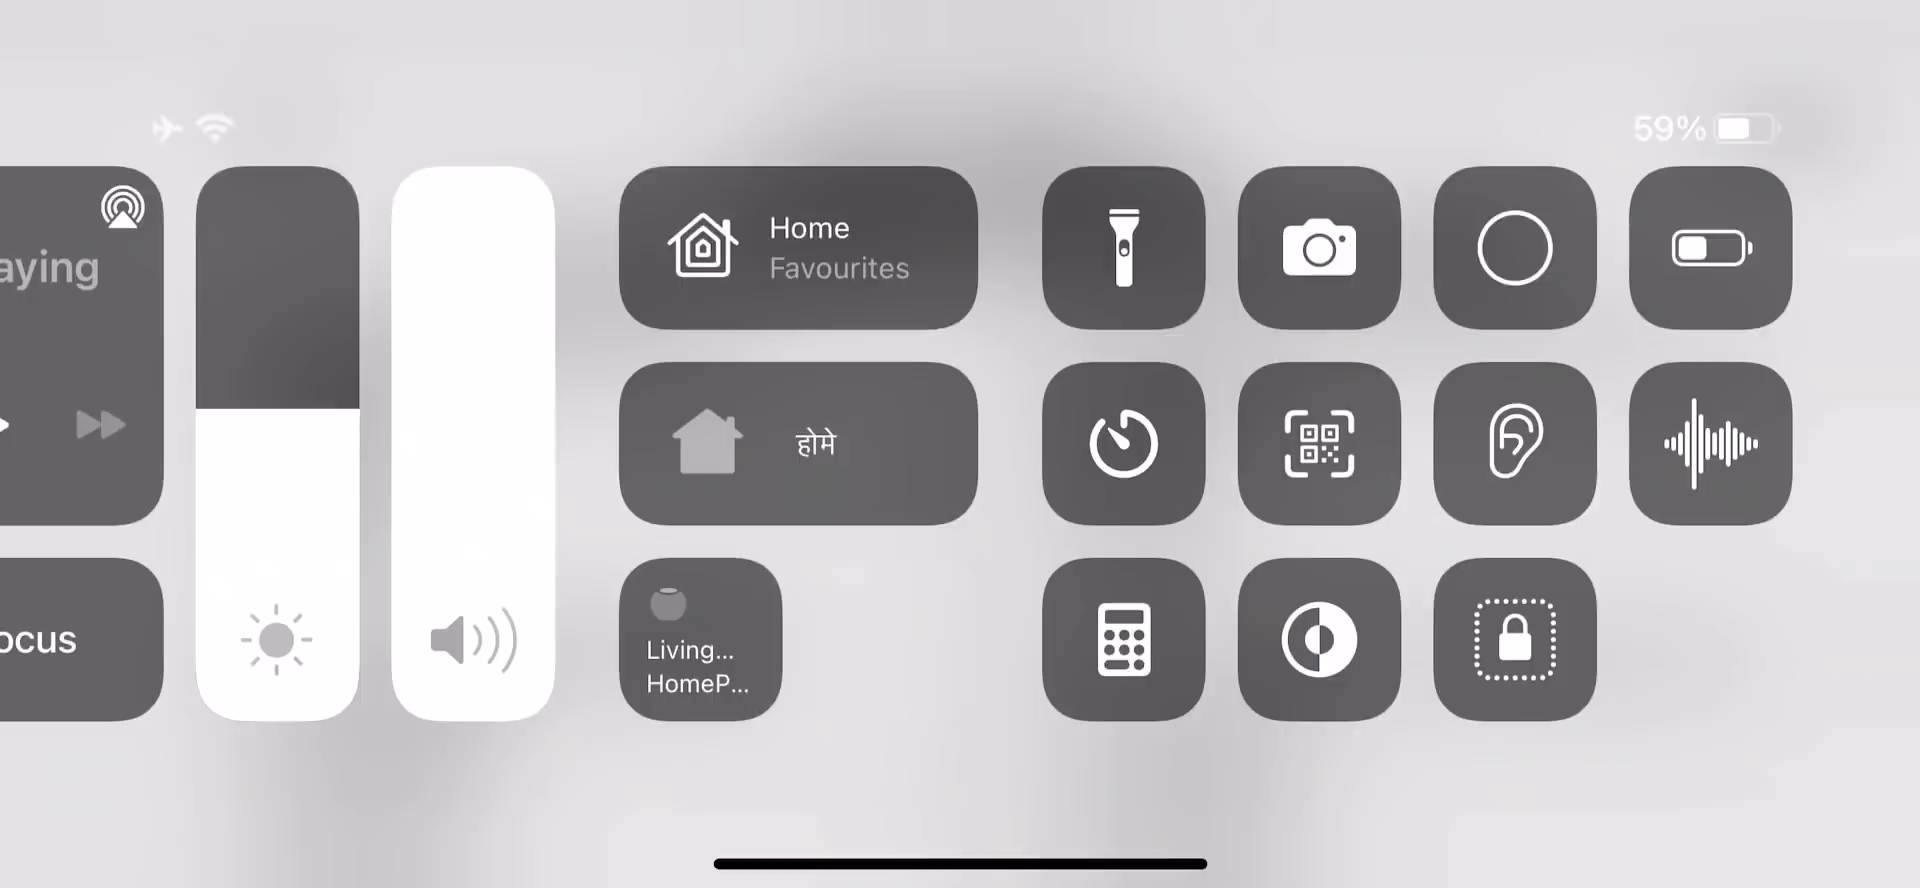 59%
aying
Home
Favourites
होमे
ocus
Living...
HomeP...